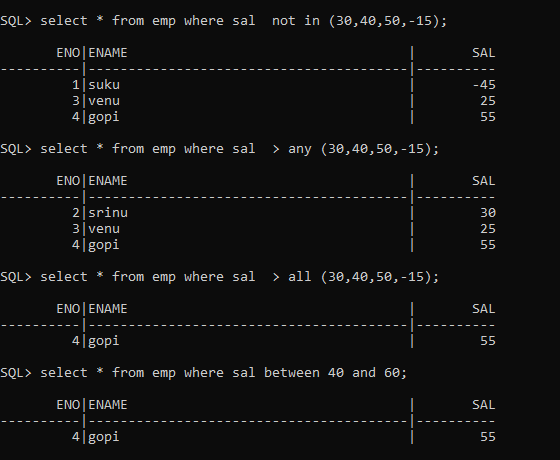 SQL> select * from emp where sal  not in (30,40,50,-15);
       ENO|ENAME                                   |       SAL
----------|----------------------------------------|----------
         1|suku                                    |       -45
         3|venu                                    |        25
         4|gopi                                    |        55
SQL> select * from emp where sal  > any (30,40,50,-15);
       ENO|ENAME                                   |       SAL
----------|----------------------------------------|----------
         2|srinu                                   |        30
         3|venu                                    |        25
         4|gopi                                    |        55
SQL> select * from emp where sal  > all (30,40,50,-15);
       ENO|ENAME                                   |       SAL
----------|----------------------------------------|----------
         4|gopi                                    |        55
SQL> select * from emp where sal between 40 and 60;
       ENO|ENAME                                   |       SAL
----------|----------------------------------------|----------
         4|gopi                                    |        55